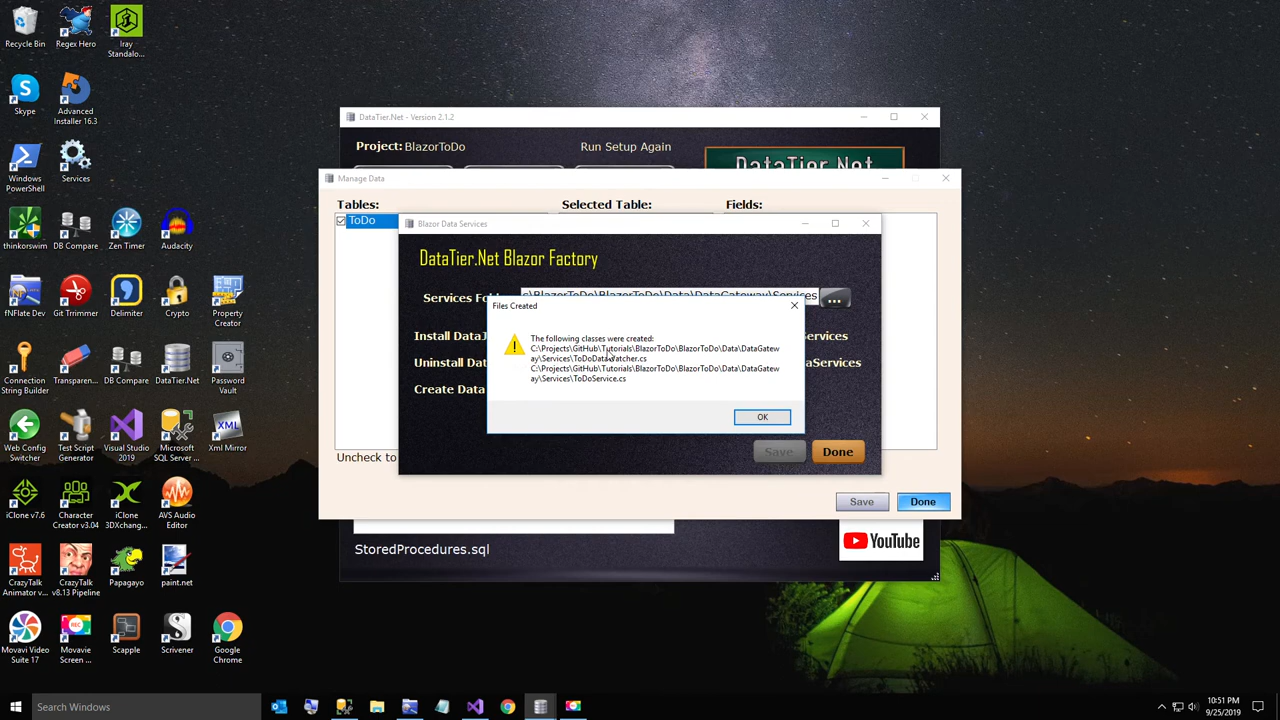 Recycle Bin
Regex Hero
Iray
Standalo...
Skype
Advanced
Installer 16.3
Windows
PowerShell
Services
thinkorswim
DB Compare
Zen Timer
Audacity
fNFlate Dev
Git Trimmer
Delimiter
Crypto
Property
Creator
Connection
String Builder
Transparen...
DB Compare
DataTier.Net
Password
Vault
Web Config
Switcher
Test Script
Generator
Visual Studio
2019
Microsoft
SQL Server ...
Xml Mirror
iClone v7.6
Character
Creator v3.04
iClone
3DXchang...
AVS Audio
Editor
CrazyTalk
Animator v...
CrazyTalk
v8.13 Pipeline
Papagayo
paint.net
Movavi Video
Suite 17
Movavi
Screen ...
Scapple
Scrivener
Google
Chrome
DataTier.Net - Version 2.1.2
Project: BlazorToDo
Run Setup Again
DataTier.Net
Manage Data
Tables:
Selected Table:
Fields:
ToDo
Blazor Data Services
DataTier.Net Blazor Factory
Services Fo
s\BlazorToDo\BlazorToDo\Data\DataGateway\Services
...
Install DataJ
Services
Uninstall Dat
aServices
Create Data
Files Created
The following classes were created:
C:\Projects\GitHub\Tutorials\BlazorToDo\BlazorToDo\Data\DataGatew
ay\Services\ToDoDataWatcher.cs
C:\Projects\GitHub\Tutorials\BlazorToDo\BlazorToDo\Data\DataGatew
ay\Services\ToDoService.cs
OK
Save
Done
Uncheck to
Save
Done
StoredProcedures.sql
YouTube
Search Windows
10:51 PM
9/25/2019